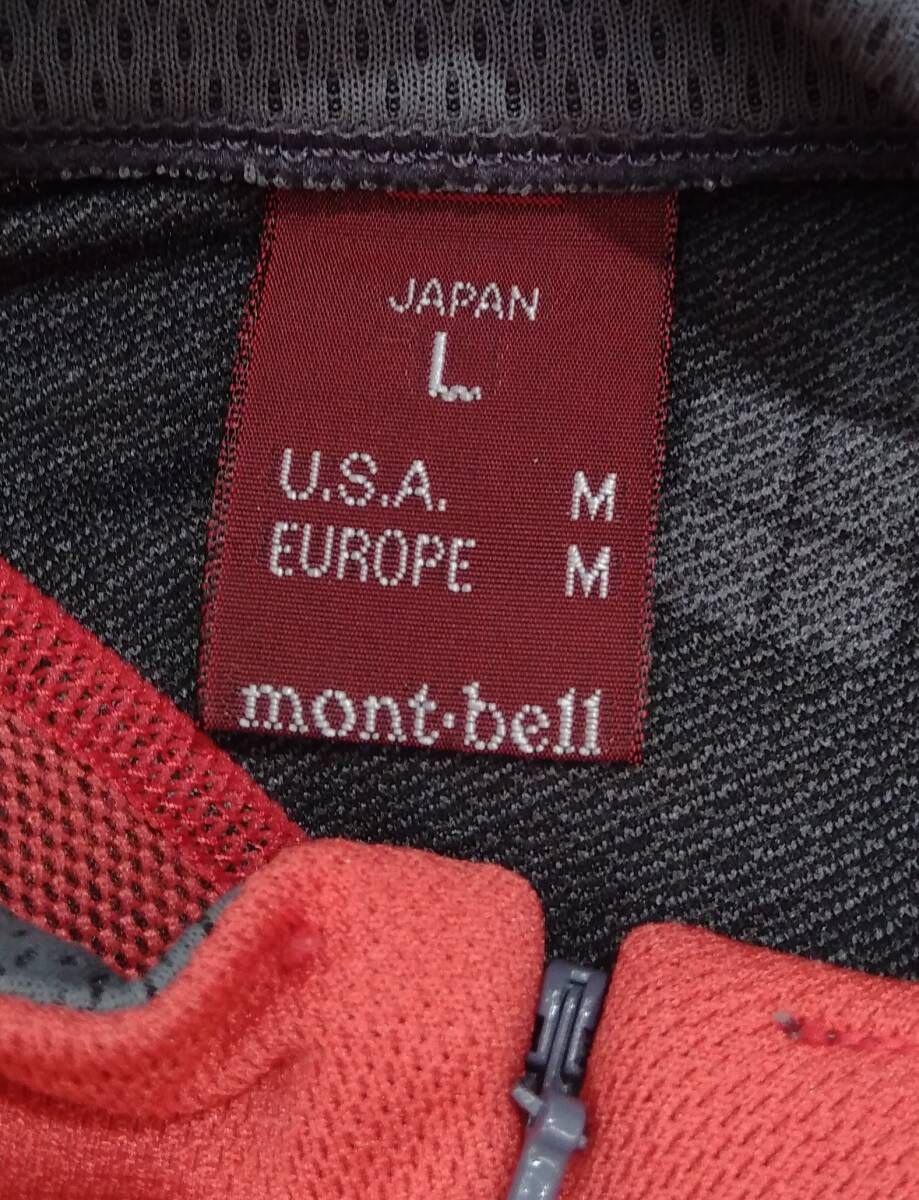 JAPAN
L
U.S.A. M
EUROPE M
mont·bell